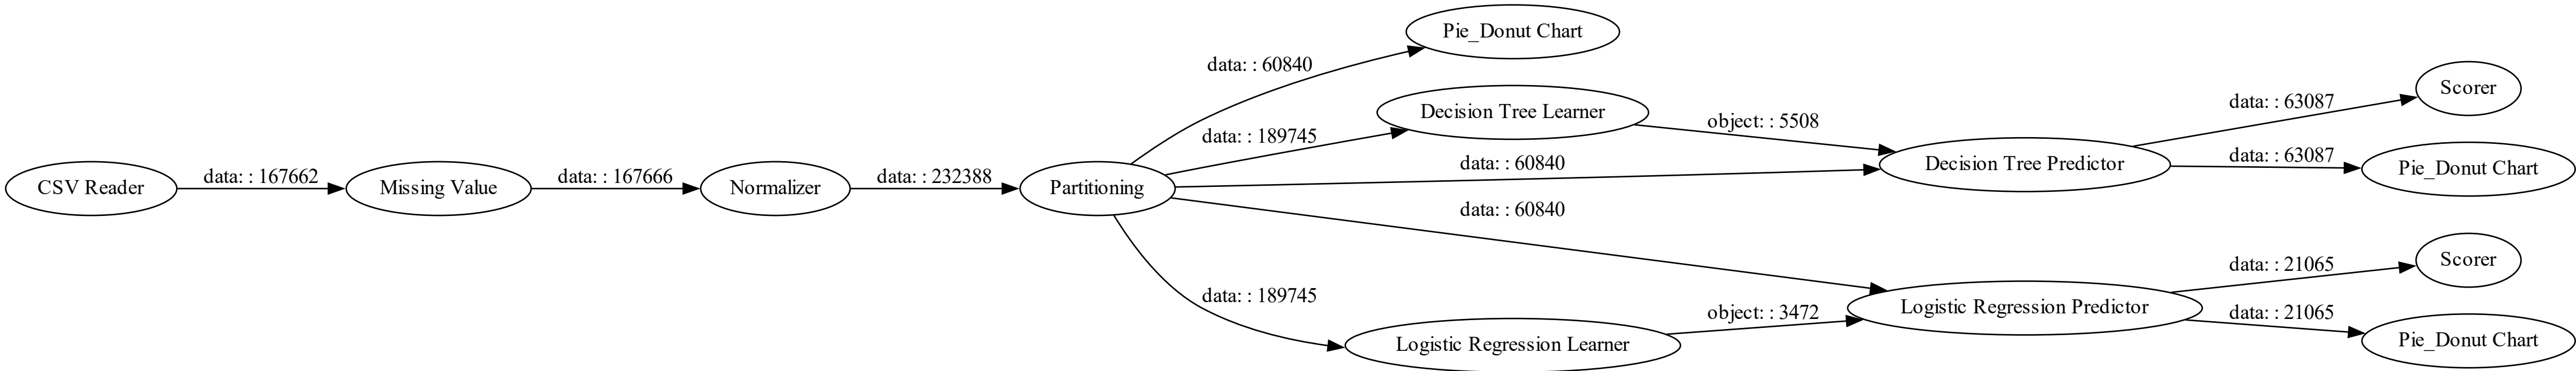 CSV Reader
data: : 167662
Missing Value
data: : 167666
Normalizer
data: : 232388
Partitioning
data: : 60840
Pie_Donut Chart
data: : 189745
Decision Tree Learner
object: : 5508
data: : 60840
Decision Tree Predictor
data: : 63087
Scorer
data: : 63087
Pie_Donut Chart
data: : 60840
data: : 189745
Logistic Regression Learner
object: : 3472
Logistic Regression Predictor
data: : 21065
Scorer
data: : 21065
Pie_Donut Chart